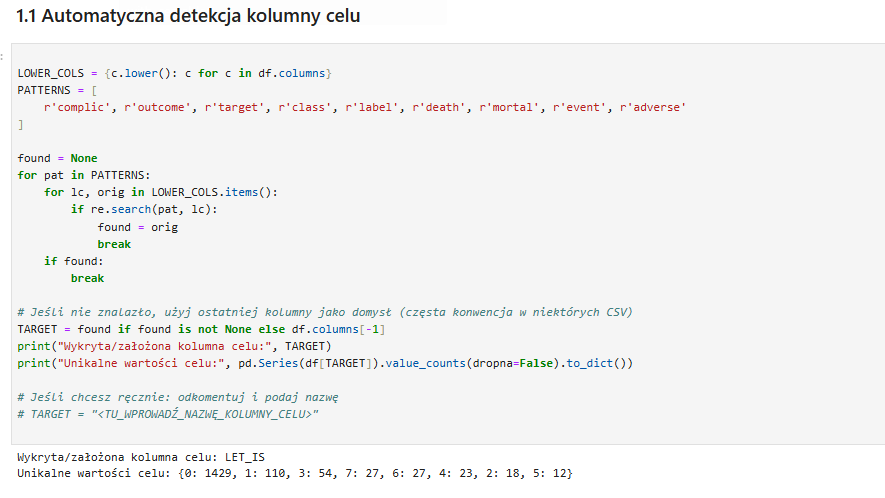 1.1 Automatyczna detekcja kolumny celu
:
LOWER_COLS = {c.lower(): c for c in df.columns}
PATTERNS = [
    r'complic', r'outcome', r'target', r'class', r'label', r'death', r'mortal', r'event', r'adverse'
]
found = None
for pat in PATTERNS:
    for lc, orig in LOWER_COLS.items():
        if re.search(pat, lc):
            found = orig
            break
    if found:
        break
# Jeśli nie znalazło, użyj ostatniej kolumny jako domysł (częsta konwencja w niektórych CSV)
TARGET = found if found is not None else df.columns[-1]
print("Wykryta/założona kolumna celu:", TARGET)
print("Unikalne wartości celu:", pd.Series(df[TARGET]).value_counts(dropna=False).to_dict())
# Jeśli chcesz ręcznie: odkomentuj i podaj nazwę
# TARGET = "<TU_WPROWADŹ_NAZWĘ_KOLUMNY_CELU>"
Wykryta/założona kolumna celu: LET_IS
Unikalne wartości celu: {0: 1429, 1: 110, 3: 54, 7: 27, 6: 27, 4: 23, 2: 18, 5: 12}